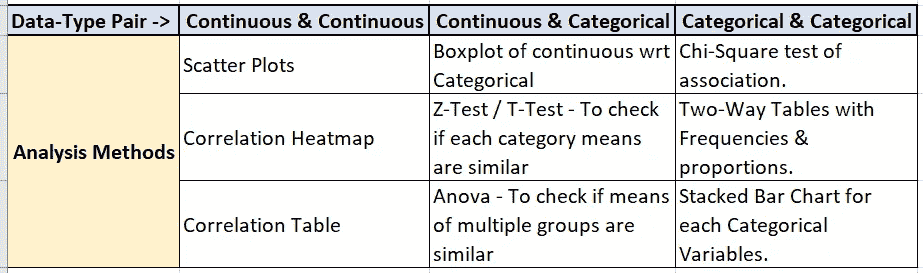 Data-Type Pair -> Continuous & Continuous Continuous & Categorical Categorical & Categorical
Analysis Methods
Scatter Plots
Boxplot of continuous wrt
Categorical
Chi-Square test of
association.
Correlation Heatmap
Z-Test / T-Test - To check
if each category means
are similar
Two-Way Tables with
Frequencies &
proportions.
Correlation Table
Anova - To check if means
of multiple groups are
similar
Stacked Bar Chart for
each Categorical
Variables.